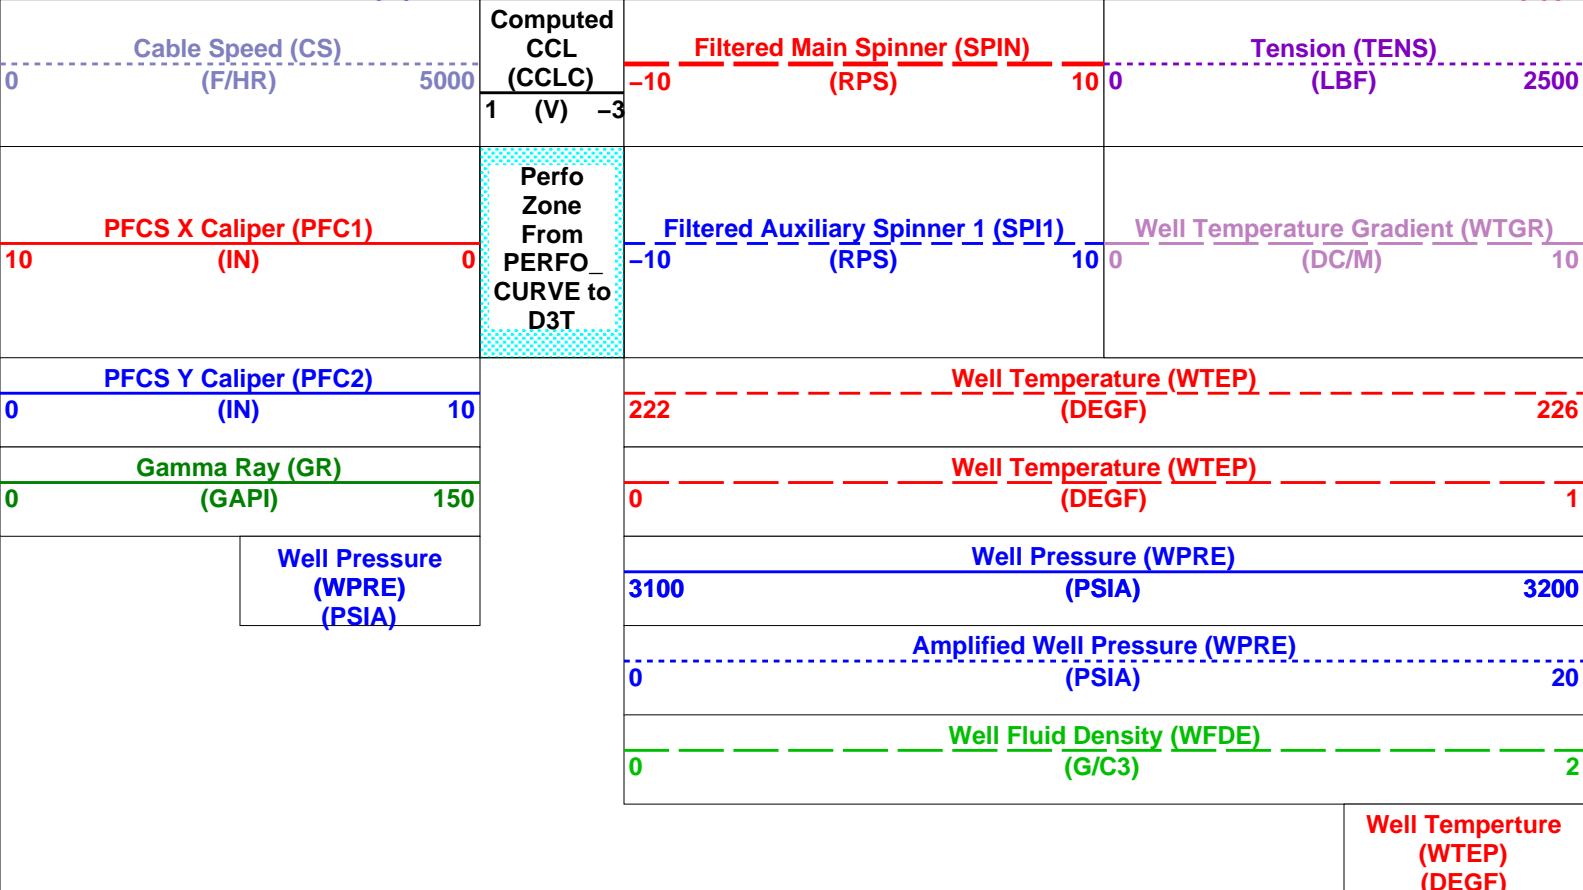 Cable Speed (CS)
0 (F/HR) 5000
Computed
CCL
(CCLC)
1 (V) −3
Filtered Main Spinner (SPIN)
−10 (RPS) 10
Tension (TENS)
0 (LBF) 2500
PFCS X Caliper (PFC1)
10 (IN) 0
Perfo
Zone
From
PERFO_
CURVE to
D3T
Filtered Auxiliary Spinner 1 (SPI1)
−10 (RPS) 10
Well Temperature Gradient (WTGR)
0 (DC/M) 10
PFCS Y Caliper (PFC2)
0 (IN) 10
Well Temperature (WTEP)
222 (DEGF) 226
Gamma Ray (GR)
0 (GAPI) 150
Well Temperature (WTEP)
0 (DEGF) 1
Well Pressure
(WPRE)
(PSIA)
Well Pressure (WPRE)
3100 (PSIA) 3200
Amplified Well Pressure (WPRE)
0 (PSIA) 20
Well Fluid Density (WFDE)
0 (G/C3) 2
Well Temperture
(WTEP)
(DEGF)